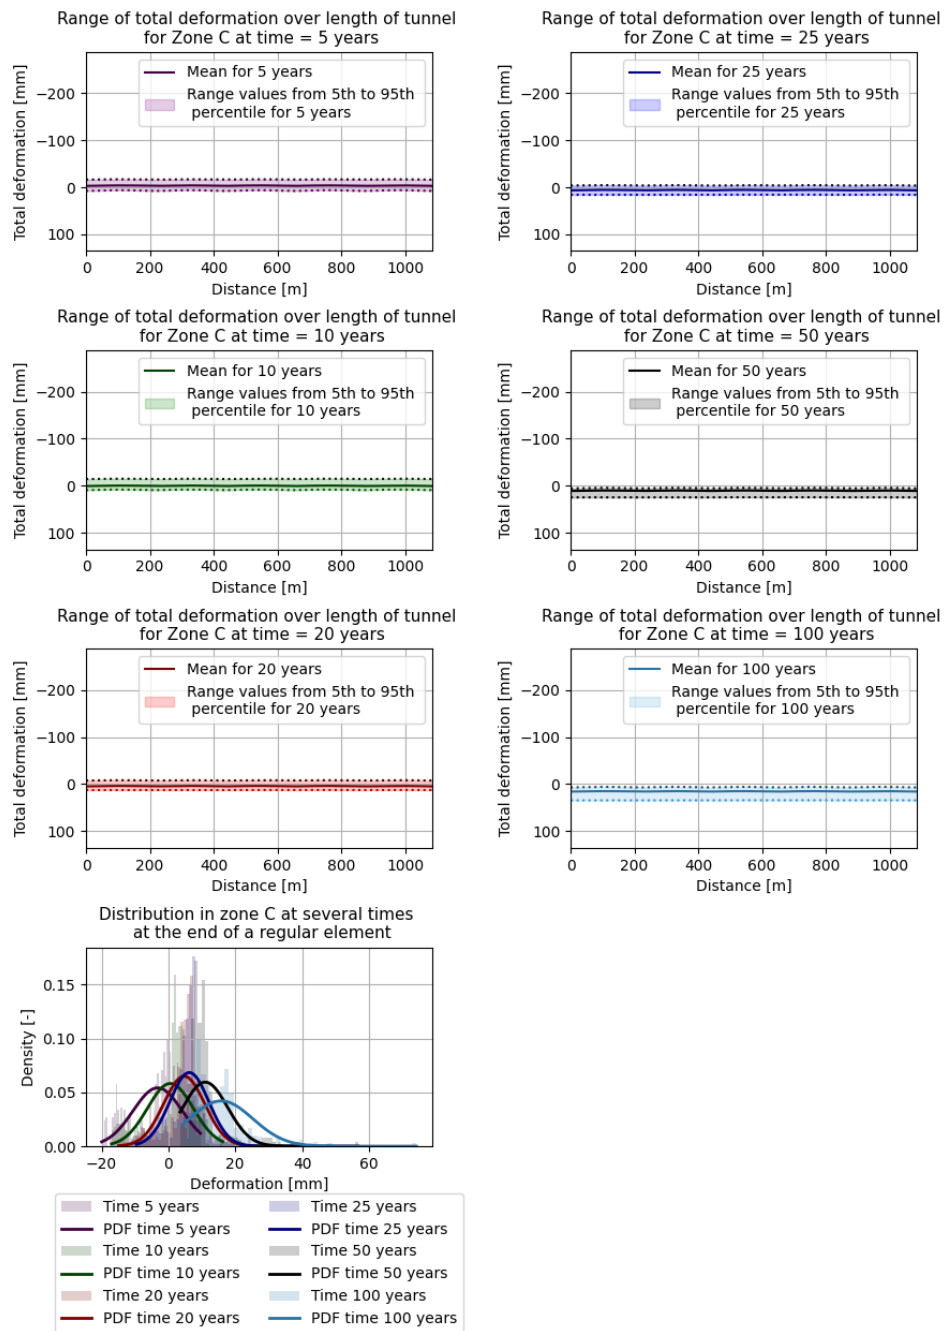 Range of total deformation over length of tunnel
for Zone C at time = 5 years
Total deformation [mm]
−200
−100
0
100
Mean for 5 years
Range values from 5th to 95th
percentile for 5 years
0 200 400 600 800 1000
Distance [m]
Range of total deformation over length of tunnel
for Zone C at time = 25 years
Total deformation [mm]
−200
−100
0
100
Mean for 25 years
Range values from 5th to 95th
percentile for 25 years
0 200 400 600 800 1000
Distance [m]
Range of total deformation over length of tunnel
for Zone C at time = 10 years
Total deformation [mm]
−200
−100
0
100
Mean for 10 years
Range values from 5th to 95th
percentile for 10 years
0 200 400 600 800 1000
Distance [m]
Range of total deformation over length of tunnel
for Zone C at time = 50 years
Total deformation [mm]
−200
−100
0
100
Mean for 50 years
Range values from 5th to 95th
percentile for 50 years
0 200 400 600 800 1000
Distance [m]
Range of total deformation over length of tunnel
for Zone C at time = 20 years
Total deformation [mm]
−200
−100
0
100
Mean for 20 years
Range values from 5th to 95th
percentile for 20 years
0 200 400 600 800 1000
Distance [m]
Range of total deformation over length of tunnel
for Zone C at time = 100 years
Total deformation [mm]
−200
−100
0
100
Mean for 100 years
Range values from 5th to 95th
percentile for 100 years
0 200 400 600 800 1000
Distance [m]
Distribution in zone C at several times
at the end of a regular element
Density [-]
0.15
0.10
0.05
0.00
−20 0 20 40 60
Deformation [mm]
Time 5 years
PDF time 5 years
Time 10 years
PDF time 10 years
Time 20 years
PDF time 20 years
Time 25 years
PDF time 25 years
Time 50 years
PDF time 50 years
Time 100 years
PDF time 100 years